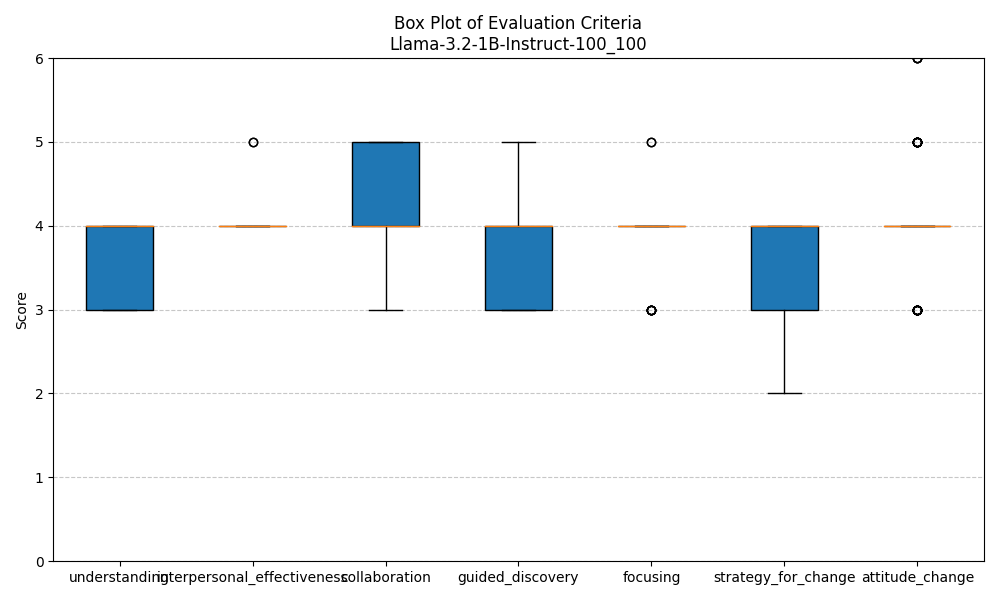 Box Plot of Evaluation Criteria
Llama-3.2-1B-Instruct-100_100
6
5
4
3
2
1
0
Score
understanding interpersonal_effectiveness collaboration guided_discovery focusing strategy_for_change attitude_change